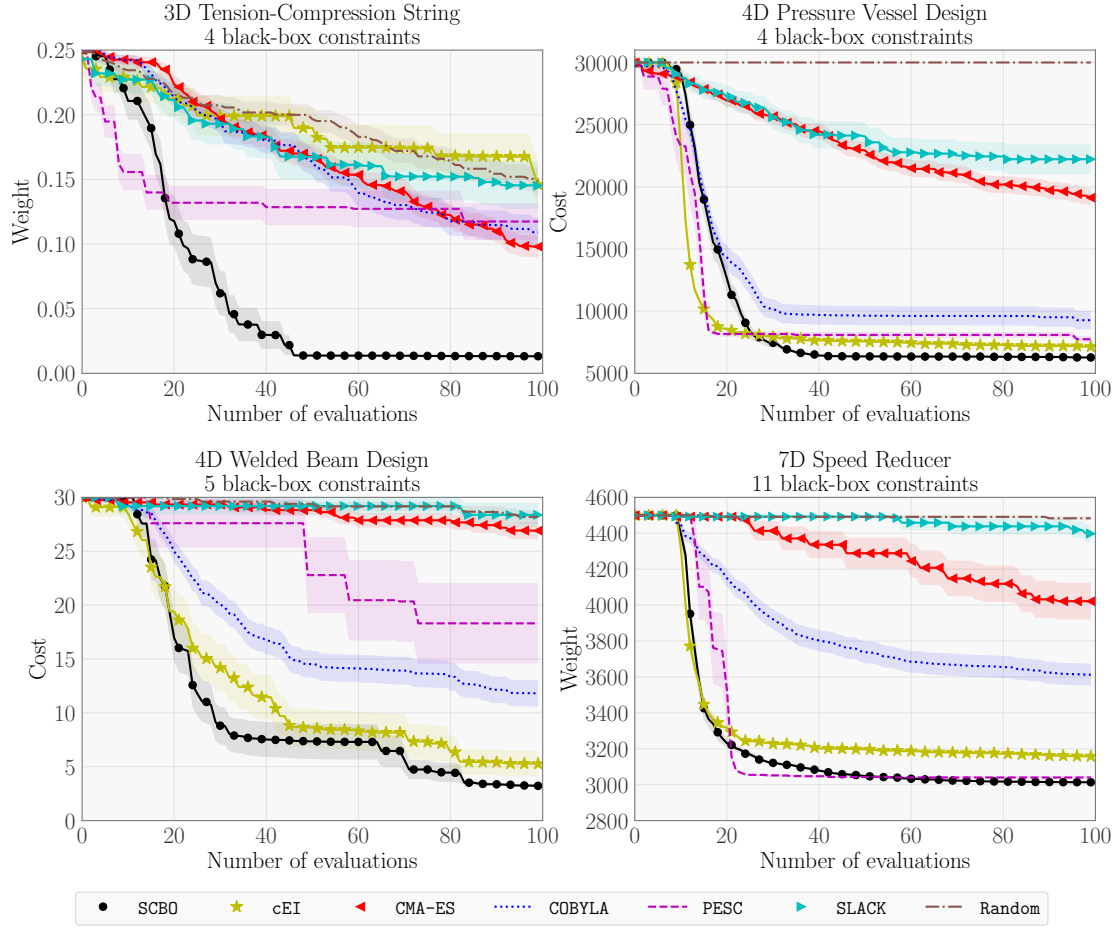 3D Tension-Compression String
4 black-box constraints
0.25
0.20
0.15
0.10
0.05
0.00
Weight
0 20 40 60 80 100
Number of evaluations
4D Pressure Vessel Design
4 black-box constraints
30000
25000
20000
15000
10000
5000
Cost
0 20 40 60 80 100
Number of evaluations
4D Welded Beam Design
5 black-box constraints
30
25
20
15
10
5
0
Cost
0 20 40 60 80 100
Number of evaluations
7D Speed Reducer
11 black-box constraints
4600
4400
4200
4000
3800
3600
3400
3200
3000
2800
Weight
0 20 40 60 80 100
Number of evaluations
SCBO cEI CMA-ES COBYLA PESC SLACK Random